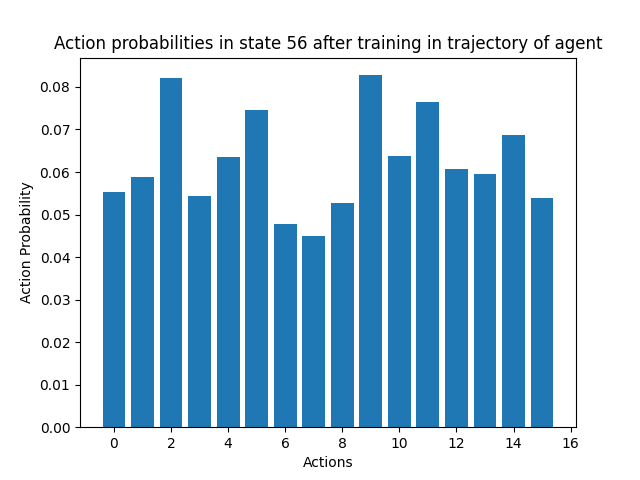 Action probabilities in state 56 after training in trajectory of agent
0.08
0.07
0.06
0.05
0.04
0.03
0.02
0.01
0.00
Action Probability
0 2 4 6 8 10 12 14 16
Actions